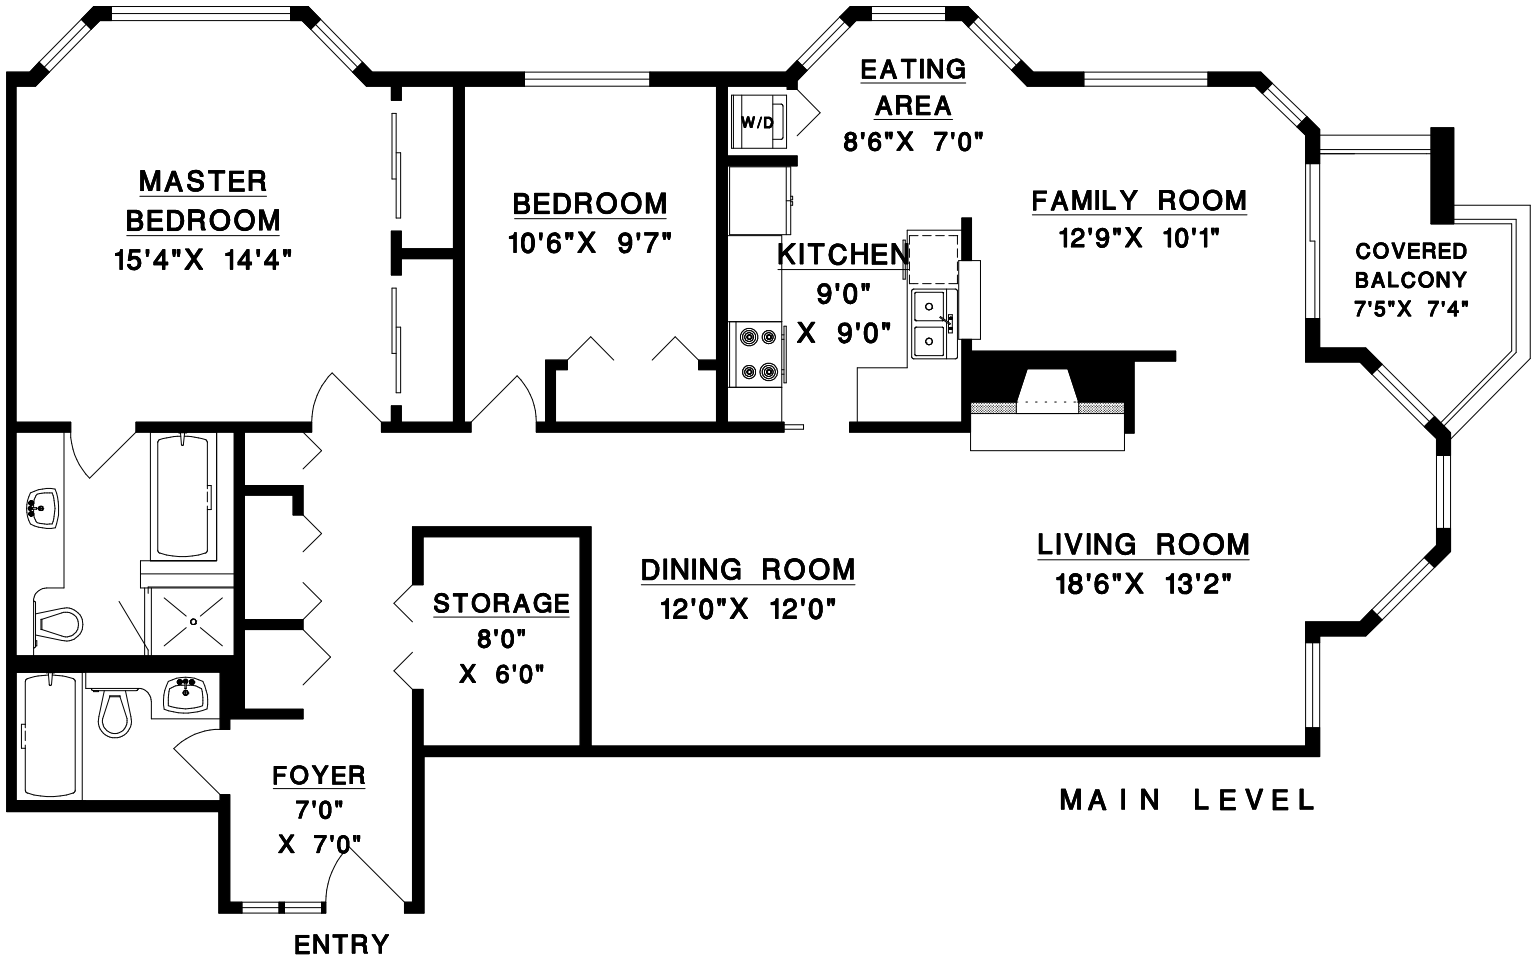 MASTER
BEDROOM
15'4"X 14'4"
BEDROOM
10'6"X 9'7"
W/D
EATING
AREA
8'6"X 7'0"
KITCHEN
9'0"
X 9'0"
FAMILY ROOM
12'9"X 10'1"
COVERED
BALCONY
7'5"X 7'4"
STORAGE
8'0"
X 6'0"
DINING ROOM
12'0"X 12'0"
LIVING ROOM
18'6"X 13'2"
FOYER
7'0"
X 7'0"
MAIN LEVEL
ENTRY